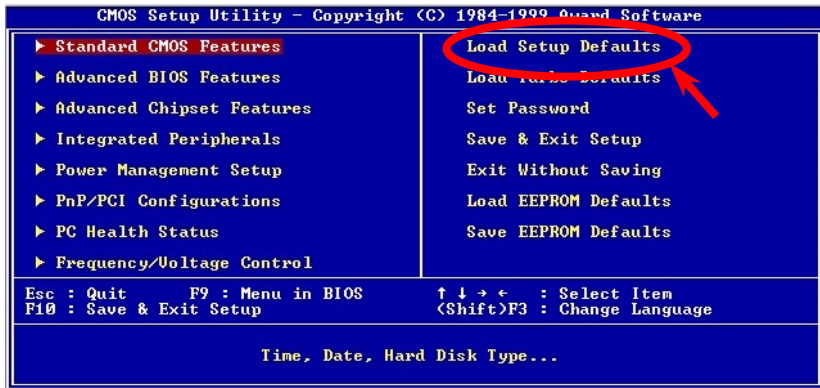 CMOS Setup Utility - Copyright (C) 1984-1999 Award Software
▶ Standard CMOS Features
▶ Advanced BIOS Features
▶ Advanced Chipset Features
▶ Integrated Peripherals
▶ Power Management Setup
▶ PnP/PCI Configurations
▶ PC Health Status
▶ Frequency/Voltage Control
Load Setup Defaults
Load Turbo Defaults
Set Password
Save & Exit Setup
Exit Without Saving
Load EEPROM Defaults
Save EEPROM Defaults
Esc : Quit F9 : Menu in BIOS ↑ ↓ → ← : Select Item
F10 : Save & Exit Setup (Shift)F3 : Change Language
Time, Date, Hard Disk Type...